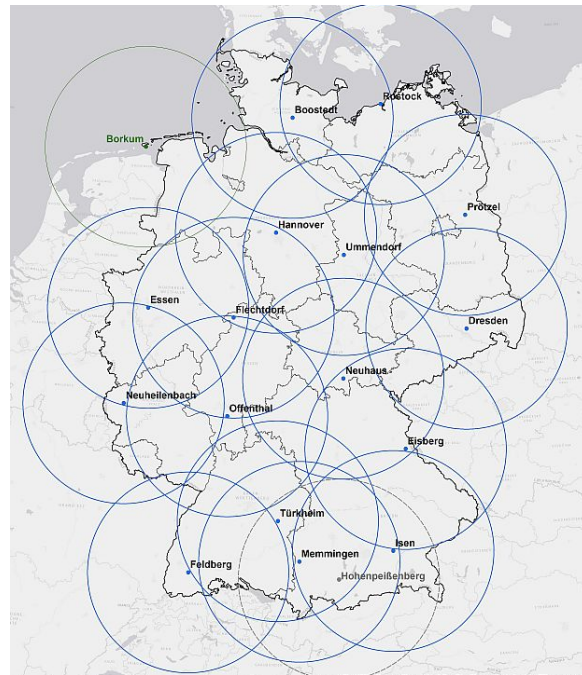 Rostock
Boostedt
Borkum
Prötzel
Hannover
Ummendorf
Essen
Flechtdorf
Dresden
Neuhaus
Neuheilenbach
Offenthal
Eisberg
Türkheim
Isen
Memmingen
Feldberg
Hohenpeißenberg